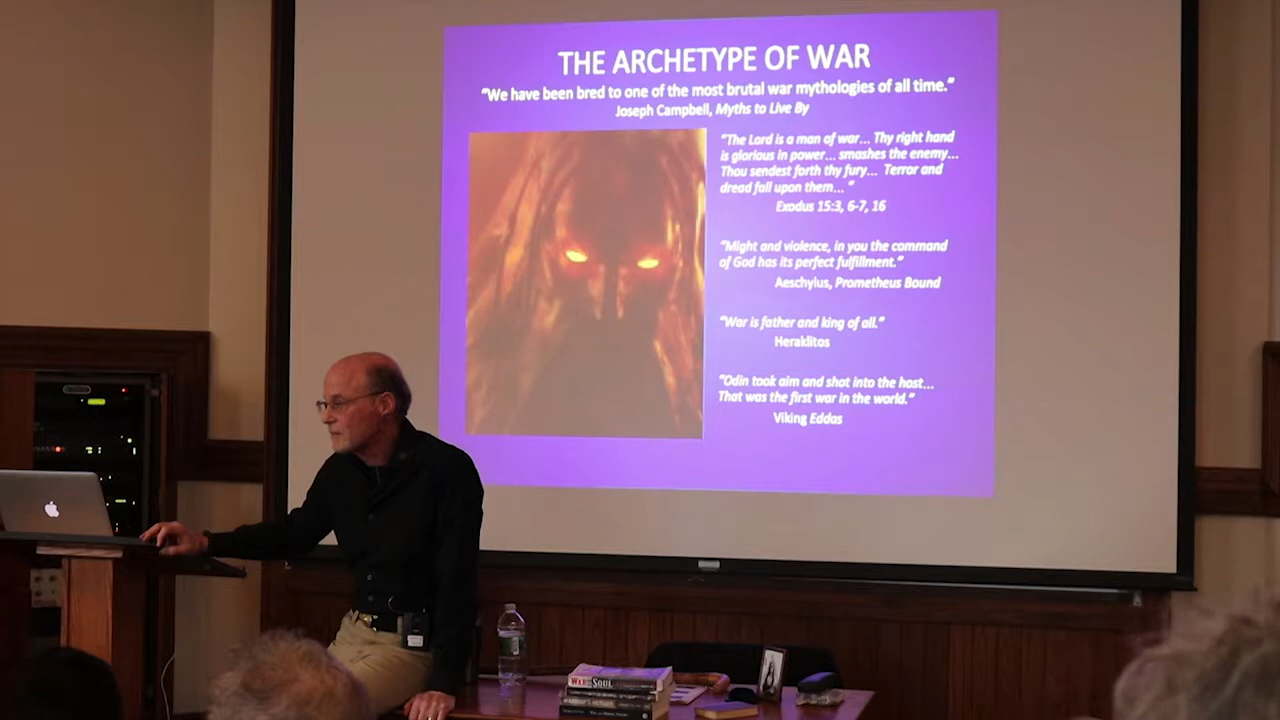 THE ARCHETYPE OF WAR
“We have been bred to one of the most brutal war mythologies of all time.”
Joseph Campbell, Myths to Live By
“The Lord is a man of war... Thy right hand
is glorious in power... smashes the enemy...
Thou sendest forth thy fury... Terror and
dread fall upon them... “
Exodus 15:3, 6-7, 16
“Might and violence, in you the command
of God has its perfect fulfillment.”
Aeschylus, Prometheus Bound
“War is father and king of all.”
Heraklitos
“Odin took aim and shot into the host...
That was the first war in the world.”
Viking Eddas
WAR AND THE SOUL